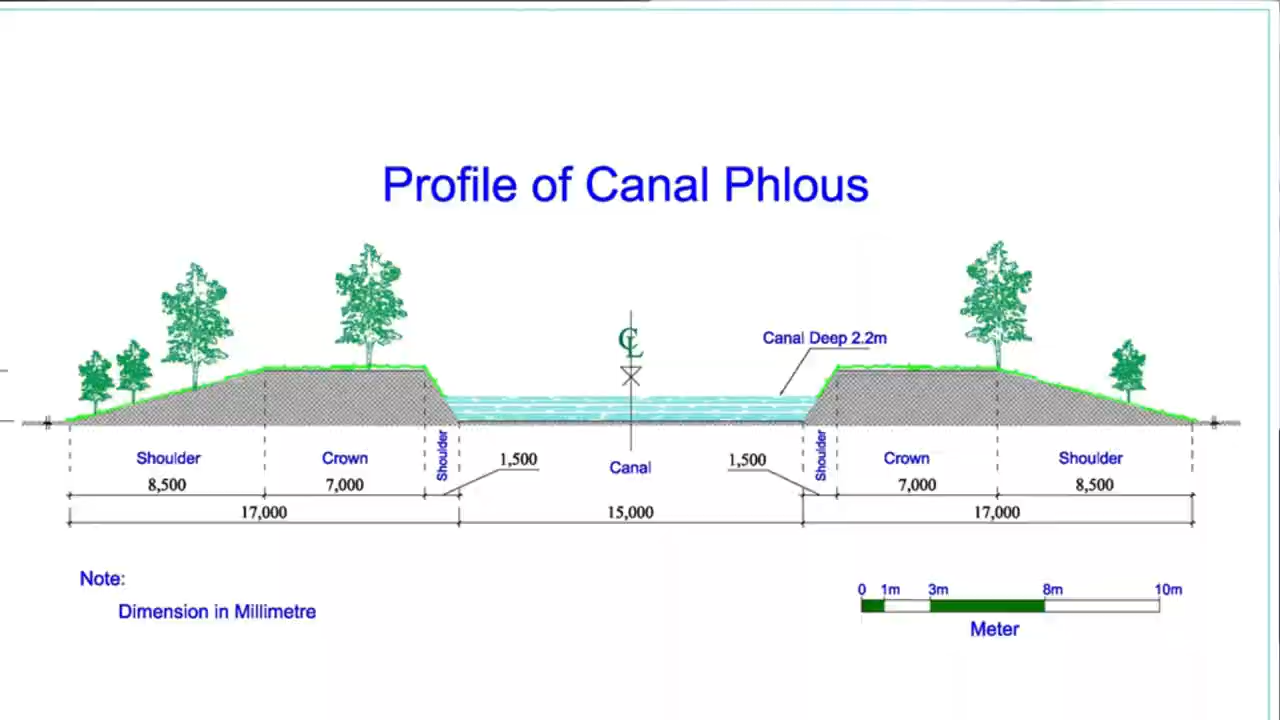 Profile of Canal Phlous
Canal Deep 2.2m
Shoulder
Crown
Shoulder
1,500
Canal
1,500
Shoulder
Crown
Shoulder
8,500
7,000
7,000
8,500
17,000
15,000
17,000
Note:
Dimension in Millimetre
0 1m 3m 8m 10m
Meter